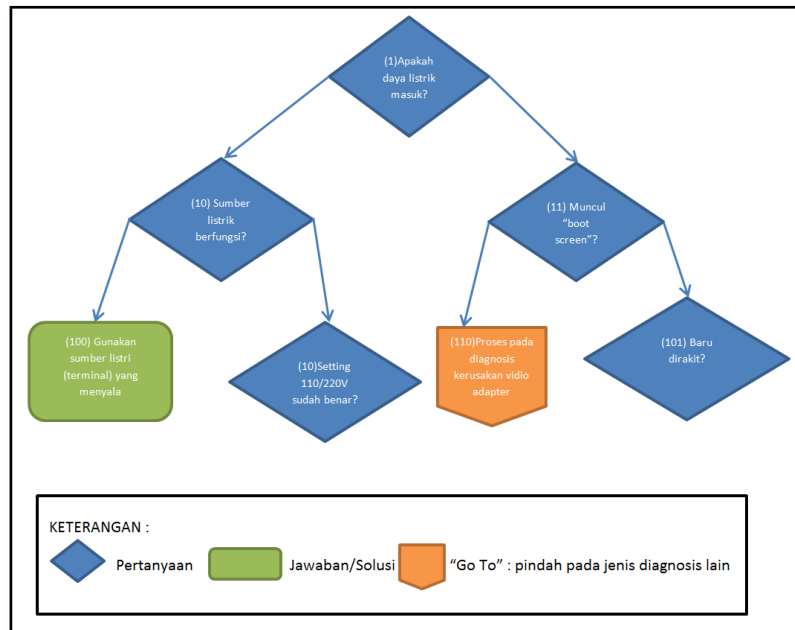 (1)Apakah
daya listrik
masuk?
(10) Sumber
listrik
berfungsi?
(11) Muncul
“boot
screen”?
(100) Gunakan
sumber listri
(terminal) yang
menyala
(10)Setting
110/220V
sudah benar?
(110)Proses pada
diagnosis
kerusakan vidio
adapter
(101) Baru
dirakit?
KETERANGAN :
Pertanyaan
Jawaban/Solusi
“Go To” : pindah pada jenis diagnosis lain